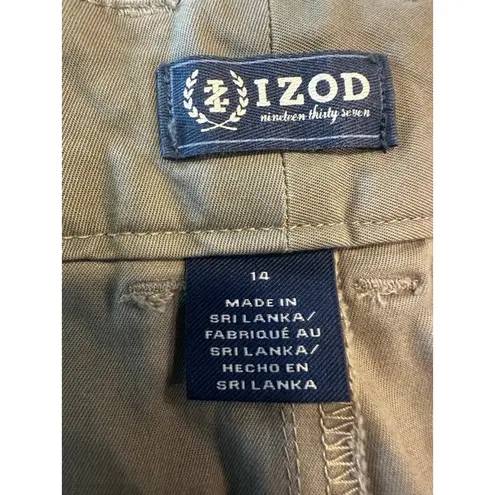 IZOD
nineteen thirty seven
14
MADE IN
SRI LANKA/
FABRIQUÉ AU
SRI LANKA/
HECHO EN
SRI LANKA